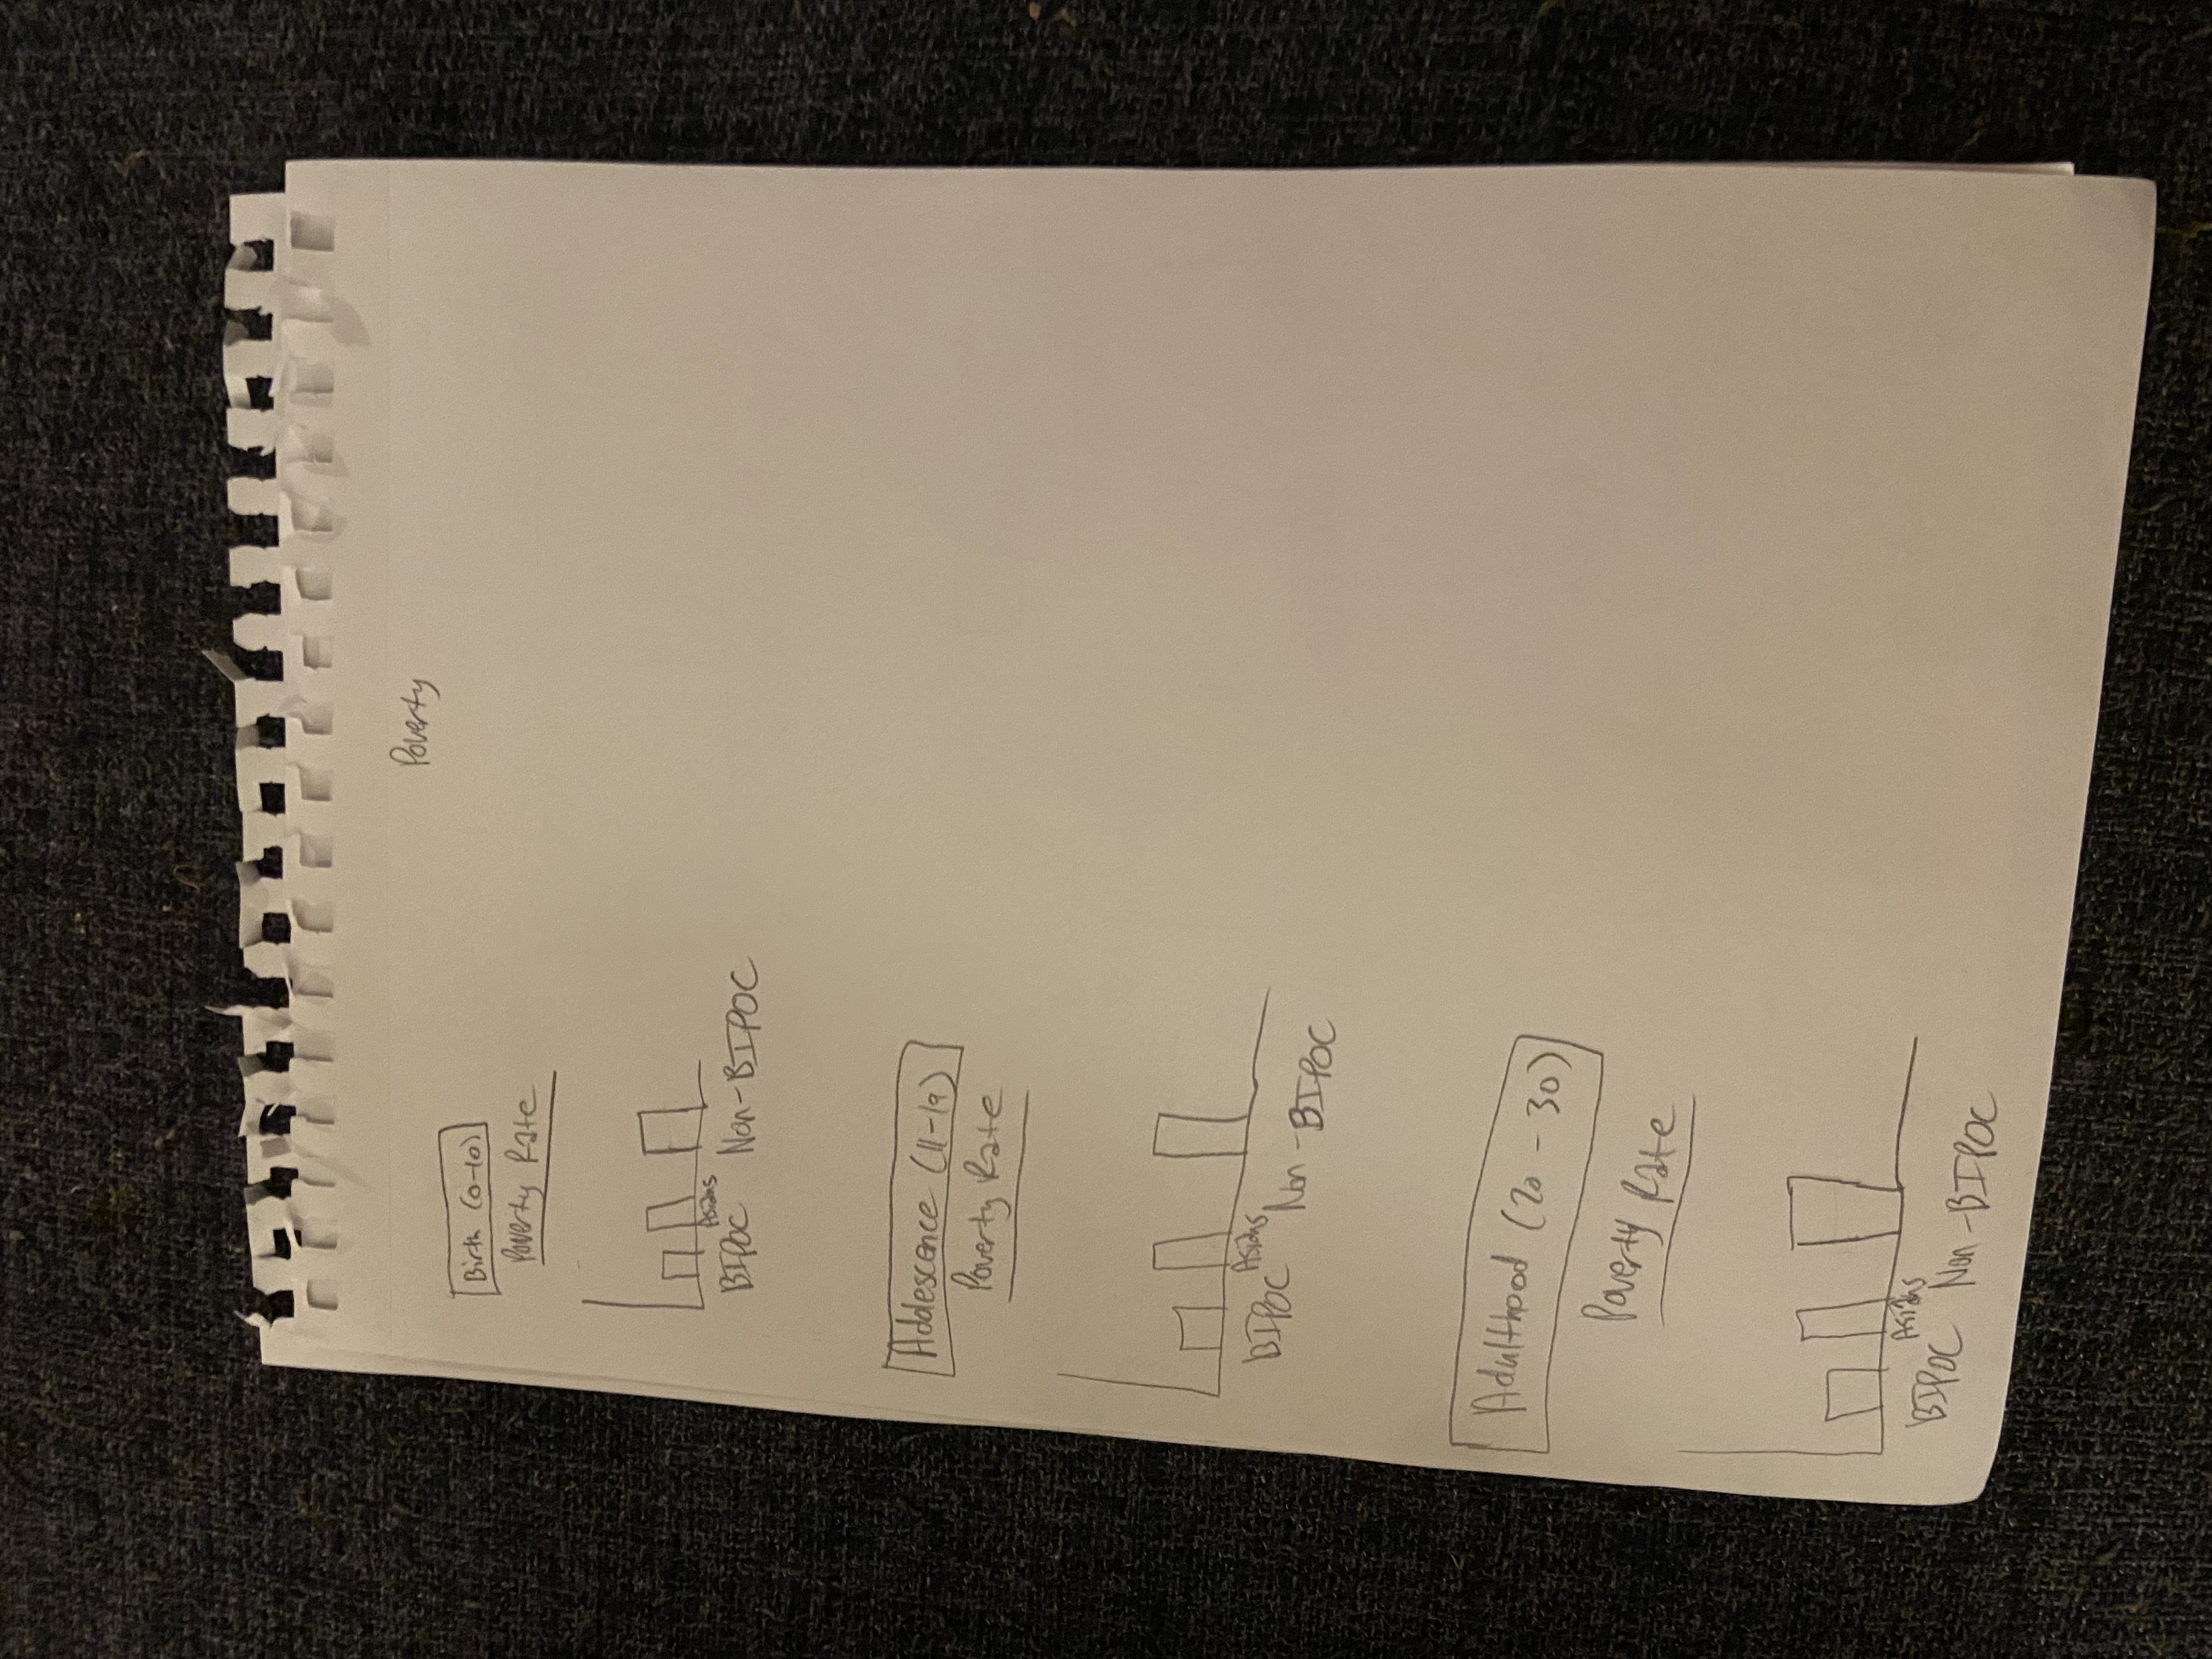 Poverty
Birth (0-10)
Poverty Rate
Asians
BIPOC Non-BIPOC
Adolescence (11-19)
Poverty Rate
Asians
BIPOC Non-BIPOC
Adulthood (20-30)
Poverty Rate
Asians
BIPOC Non-BIPOC